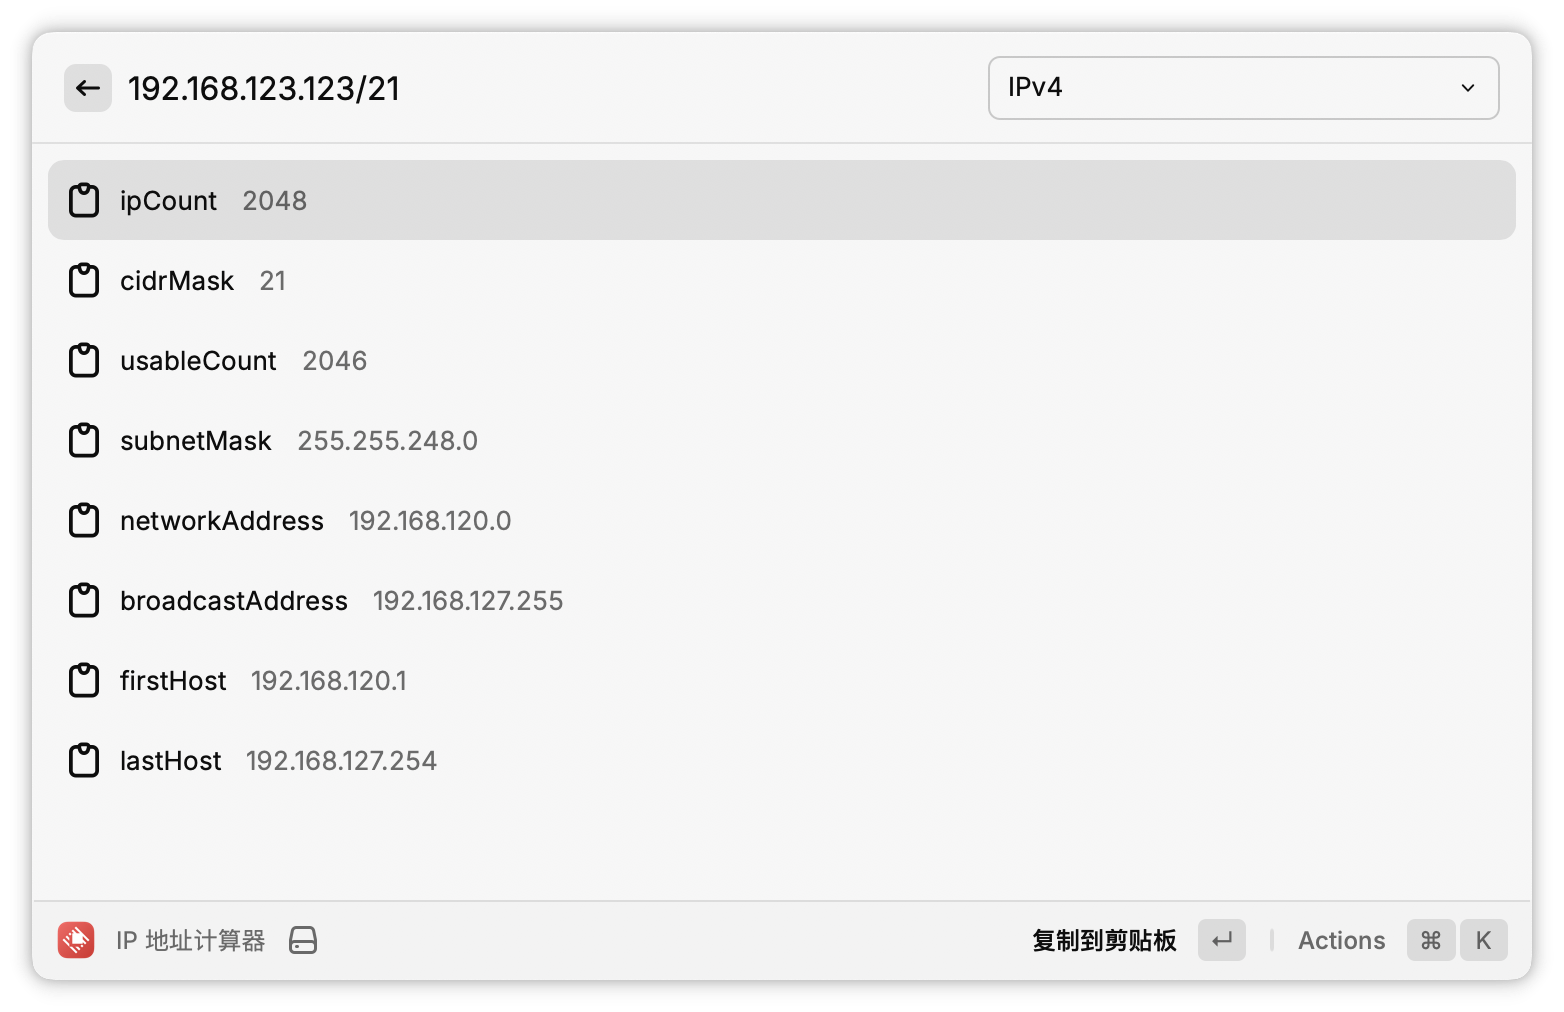 192.168.123.123/21
IPv4
ipCount 2048
cidrMask 21
usableCount 2046
subnetMask 255.255.248.0
networkAddress 192.168.120.0
broadcastAddress 192.168.127.255
firstHost 192.168.120.1
lastHost 192.168.127.254
IP 地址计算器
复制到剪贴板 ↵ Actions ⌘ K